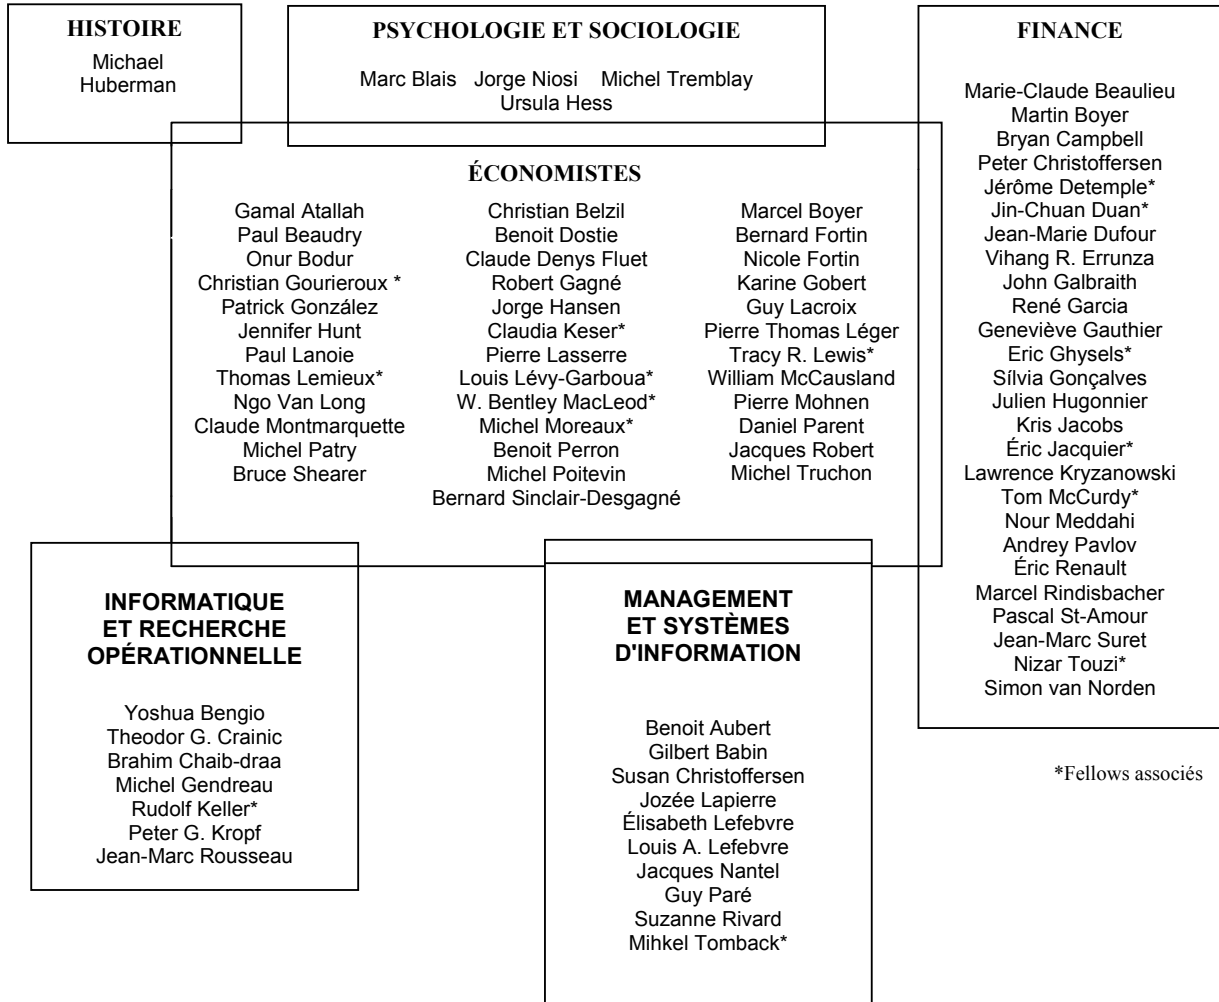 HISTOIRE
Michael
Huberman
PSYCHOLOGIE ET SOCIOLOGIE
Marc Blais Jorge Niosi Michel Tremblay
Ursula Hess
ÉCONOMISTES
Gamal Atallah
Paul Beaudry
Onur Bodur
Christian Gourieroux *
Patrick González
Jennifer Hunt
Paul Lanoie
Thomas Lemieux*
Ngo Van Long
Claude Montmarquette
Michel Patry
Bruce Shearer
Christian Belzil
Benoit Dostie
Claude Denys Fluet
Robert Gagné
Jorge Hansen
Claudia Keser*
Pierre Lasserre
Louis Lévy-Garboua*
W. Bentley MacLeod*
Michel Moreaux*
Benoit Perron
Michel Poitevin
Bernard Sinclair-Desgagné
Marcel Boyer
Bernard Fortin
Nicole Fortin
Karine Gobert
Guy Lacroix
Pierre Thomas Léger
Tracy R. Lewis*
William McCausland
Pierre Mohnen
Daniel Parent
Jacques Robert
Michel Truchon
FINANCE
Marie-Claude Beaulieu
Martin Boyer
Bryan Campbell
Peter Christoffersen
Jérôme Detemple*
Jin-Chuan Duan*
Jean-Marie Dufour
Vihang R. Errunza
John Galbraith
René Garcia
Geneviève Gauthier
Eric Ghysels*
Sílvia Gonçalves
Julien Hugonnier
Kris Jacobs
Éric Jacquier*
Lawrence Kryzanowski
Tom McCurdy*
Nour Meddahi
Andrey Pavlov
Éric Renault
Marcel Rindisbacher
Pascal St-Amour
Jean-Marc Suret
Nizar Touzi*
Simon van Norden
INFORMATIQUE
ET RECHERCHE
OPÉRATIONNELLE
Yoshua Bengio
Theodor G. Crainic
Brahim Chaib-draa
Michel Gendreau
Rudolf Keller*
Peter G. Kropf
Jean-Marc Rousseau
MANAGEMENT
ET SYSTÈMES
D'INFORMATION
Benoit Aubert
Gilbert Babin
Susan Christoffersen
Jozée Lapierre
Élisabeth Lefebvre
Louis A. Lefebvre
Jacques Nantel
Guy Paré
Suzanne Rivard
Mihkel Tomback*
*Fellows associés